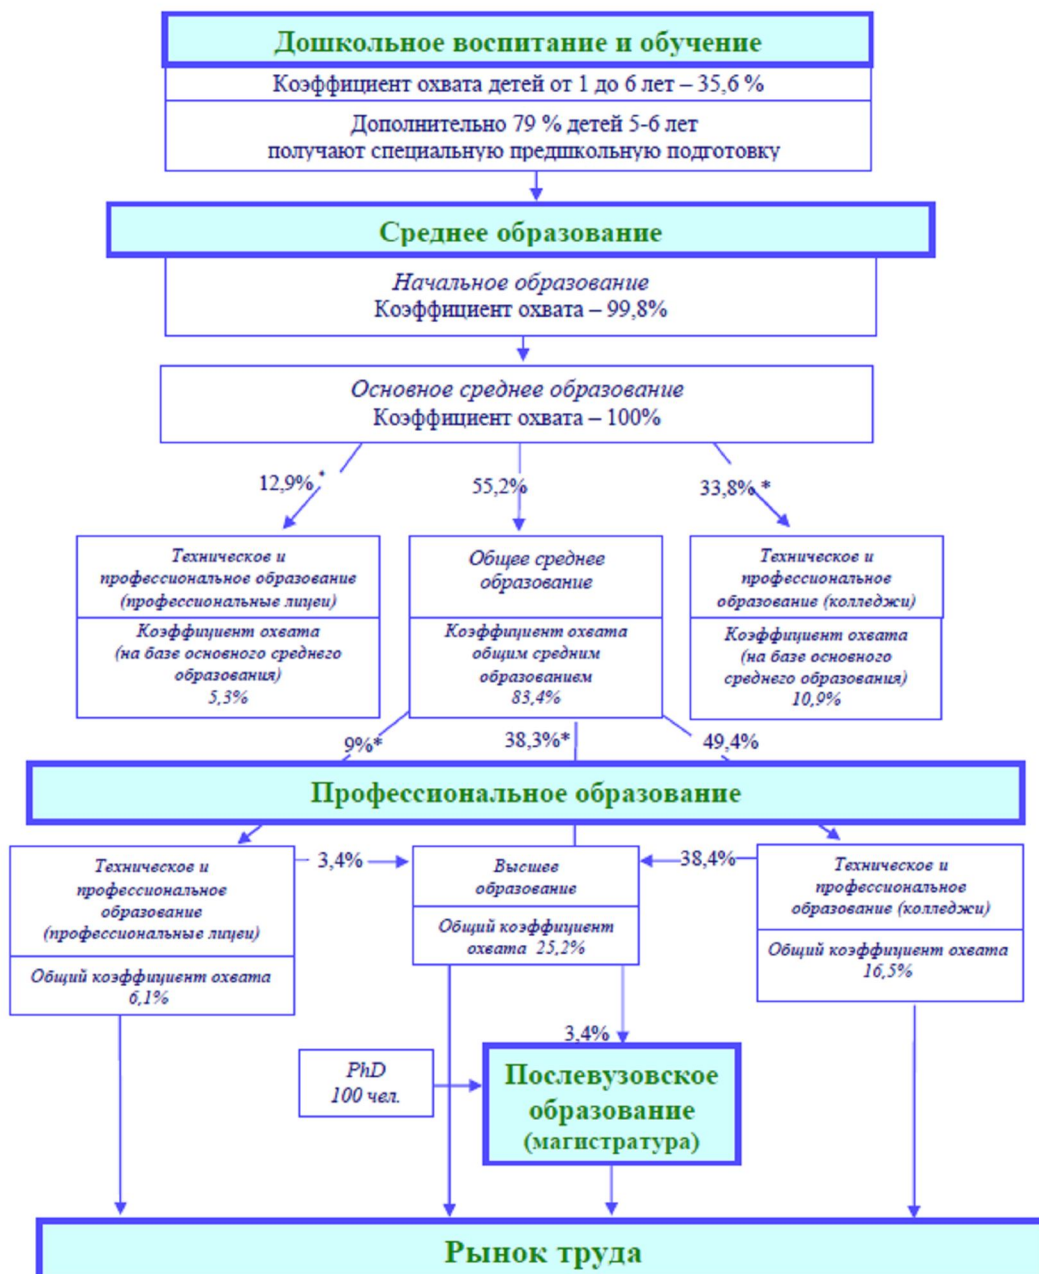 Дошкольное воспитание и обучение
Коэффициент охвата детей от 1 до 6 лет – 35,6 %
Дополнительно 79 % детей 5-6 лет
получают специальную предшкольную подготовку
Среднее образование
Начальное образование
Коэффициент охвата – 99,8%
Основное среднее образование
Коэффициент охвата – 100%
12,9% *
55,2%
33,8% *
Техническое и
профессиональное образование
(профессиональные лицеи)
Коэффициент охвата
(на базе основного среднего
образования)
5,3%
Общее среднее
образование
Коэффициент охвата
общим средним
образованием
83,4%
Техническое и
профессиональное
образование (колледжи)
Коэффициент охвата
(на базе основного
среднего образования)
10,9%
9%*
38,3%*
49,4%
Профессиональное образование
Техническое и
профессиональное
образование
(профессиональные лицеи)
Общий коэффициент охвата
6,1%
3,4%
Высшее
образование
Общий коэффициент
охвата 25,2%
38,4%
Техническое и
профессиональное
образование (колледжи)
Общий коэффициент охвата
16,5%
3,4%
PhD
100 чел.
Послевузовское
образование
(магистратура)
Рынок труда